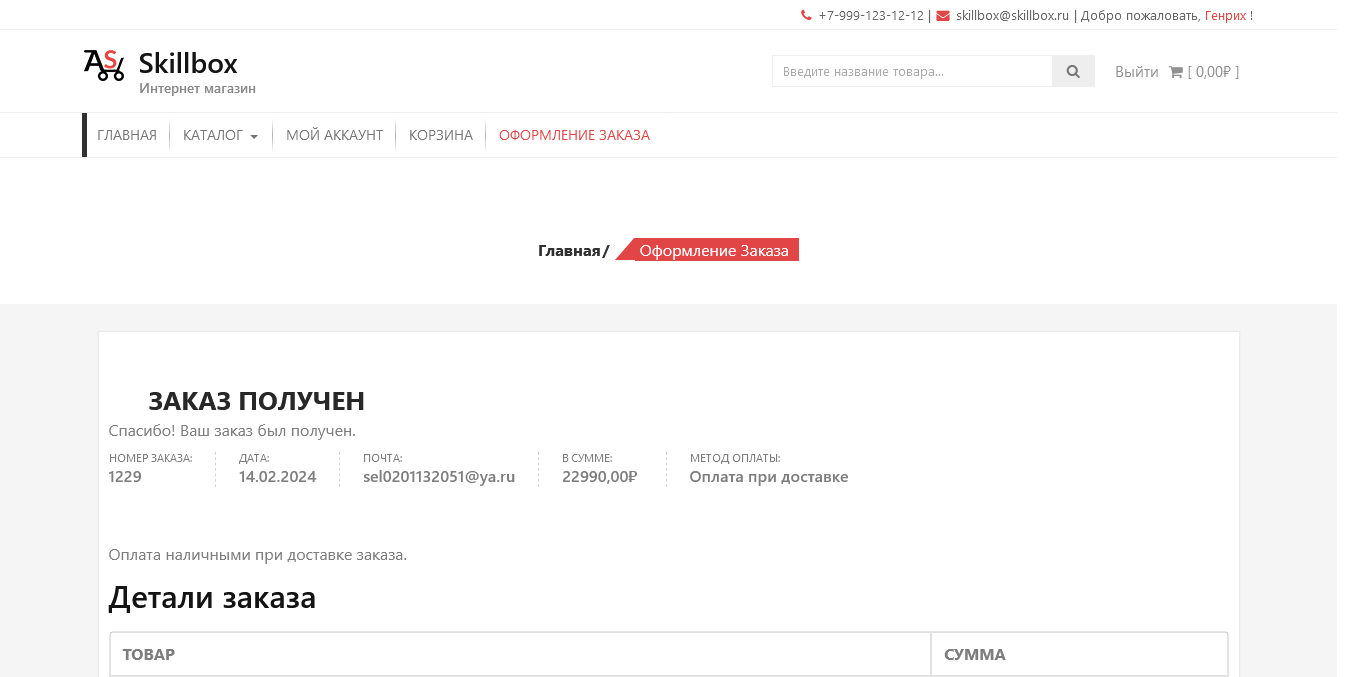 +7-999-123-12-12 | skillbox@skillbox.ru | Добро пожаловать, Генрих !
AS Skillbox
Интернет магазин
Введите название товара...
Выйти [ 0,00₽ ]
ГЛАВНАЯ КАТАЛОГ МОЙ АККАУНТ КОРЗИНА ОФОРМЛЕНИЕ ЗАКАЗА
Главная/ Оформление Заказа
ЗАКАЗ ПОЛУЧЕН
Спасибо! Ваш заказ был получен.
НОМЕР ЗАКАЗА: ДАТА: ПОЧТА: В СУММЕ: МЕТОД ОПЛАТЫ:
1229 14.02.2024 sel0201132051@ya.ru 22990,00₽ Оплата при доставке
Оплата наличными при доставке заказа.
Детали заказа
ТОВАР СУММА